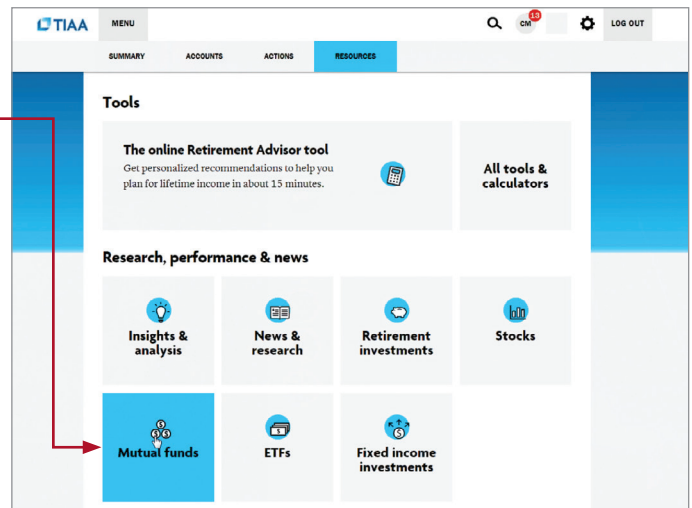 TIAA MENU CM 13 LOG OUT
SUMMARY ACCOUNTS ACTIONS RESOURCES
Tools
The online Retirement Advisor tool
Get personalized recommendations to help you
plan for lifetime income in about 15 minutes.
All tools &
calculators
Research, performance & news
Insights &
analysis
News &
research
Retirement
investments
Stocks
Mutual funds
ETFs
Fixed income
investments